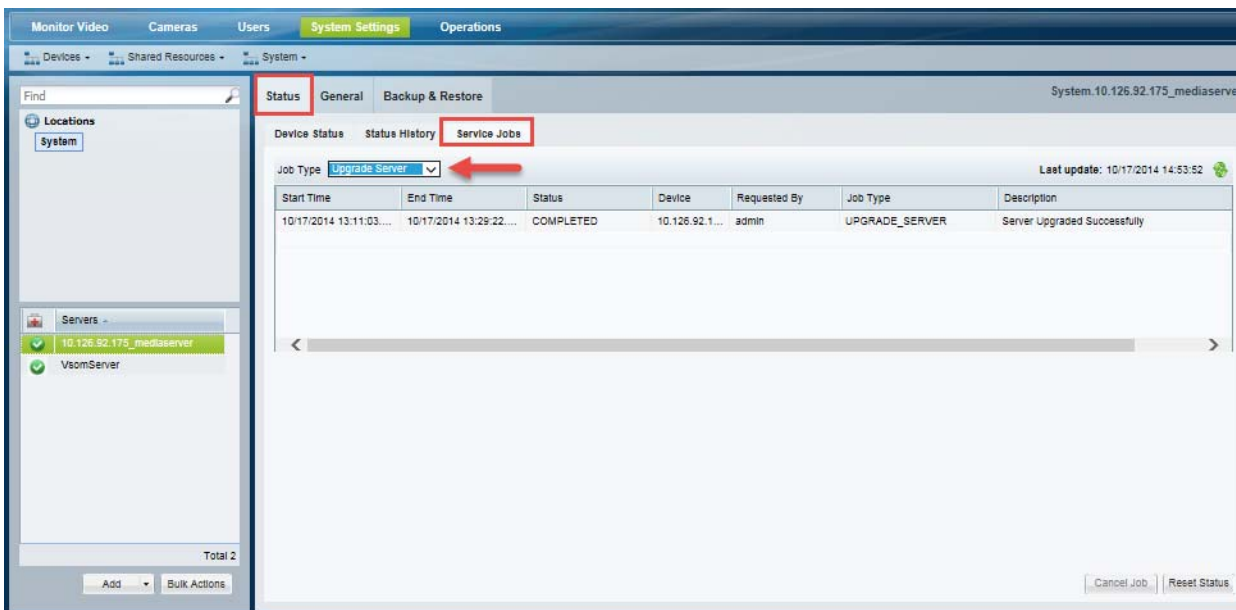 Monitor Video Cameras Users System Settings Operations
Devices Shared Resources System
Find
Locations
System
Servers
10.126.92.175_mediaserver
VsomServer
Total 2
Add Bulk Actions
Status General Backup & Restore System.10.126.92.175_mediaserve
Device Status Status History Service Jobs
Job Type Upgrade Server Last update: 10/17/2014 14:53:52
Start Time End Time Status Device Requested By Job Type Description
10/17/2014 13:11:03.... 10/17/2014 13:29:22.... COMPLETED 10.126.92.1... admin UPGRADE_SERVER Server Upgraded Successfully
Cancel Job Reset Status